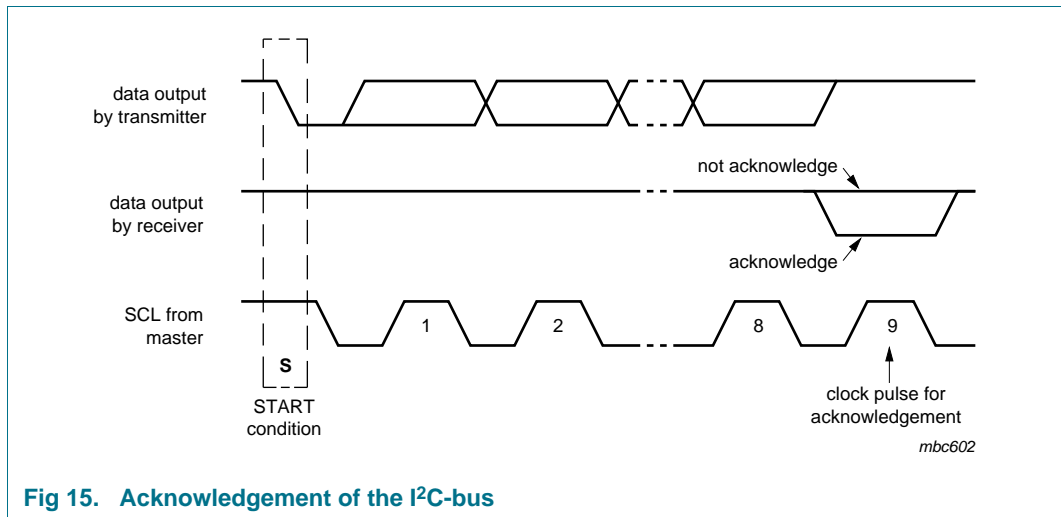 data output
by transmitter
not acknowledge
data output
by receiver
acknowledge
SCL from
master
1
2
8
9
S
START
condition
clock pulse for
acknowledgement
mbc602
Fig 15. Acknowledgement of the I²C-bus